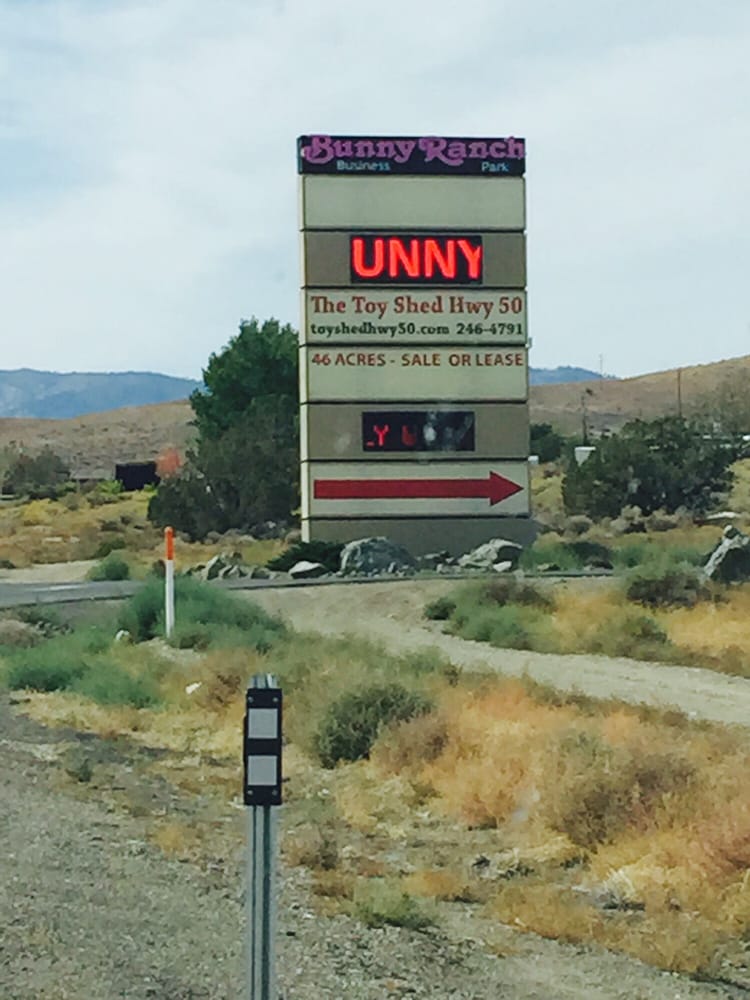 Bunny Ranch
Business Park
UNNY
The Toy Shed Hwy 50
toyshedhwy50.com 246-4791
46 ACRES - SALE OR LEASE